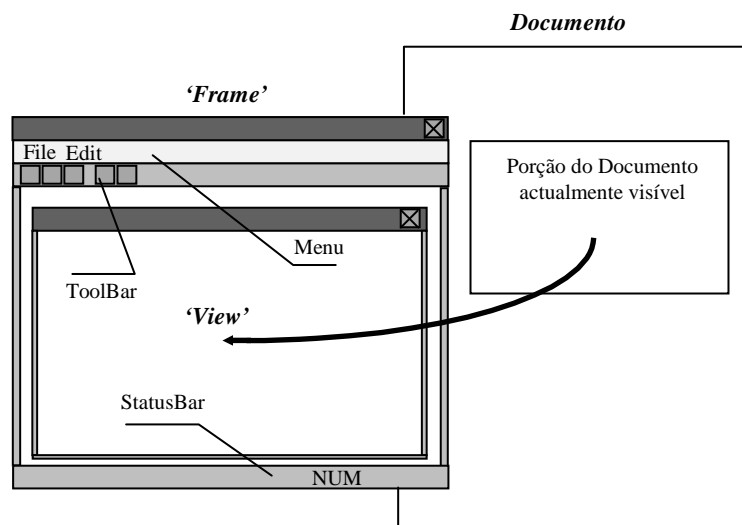 Documento
‘Frame’
File Edit
Porção do Documento
actualmente visível
Menu
ToolBar
‘View’
StatusBar
NUM